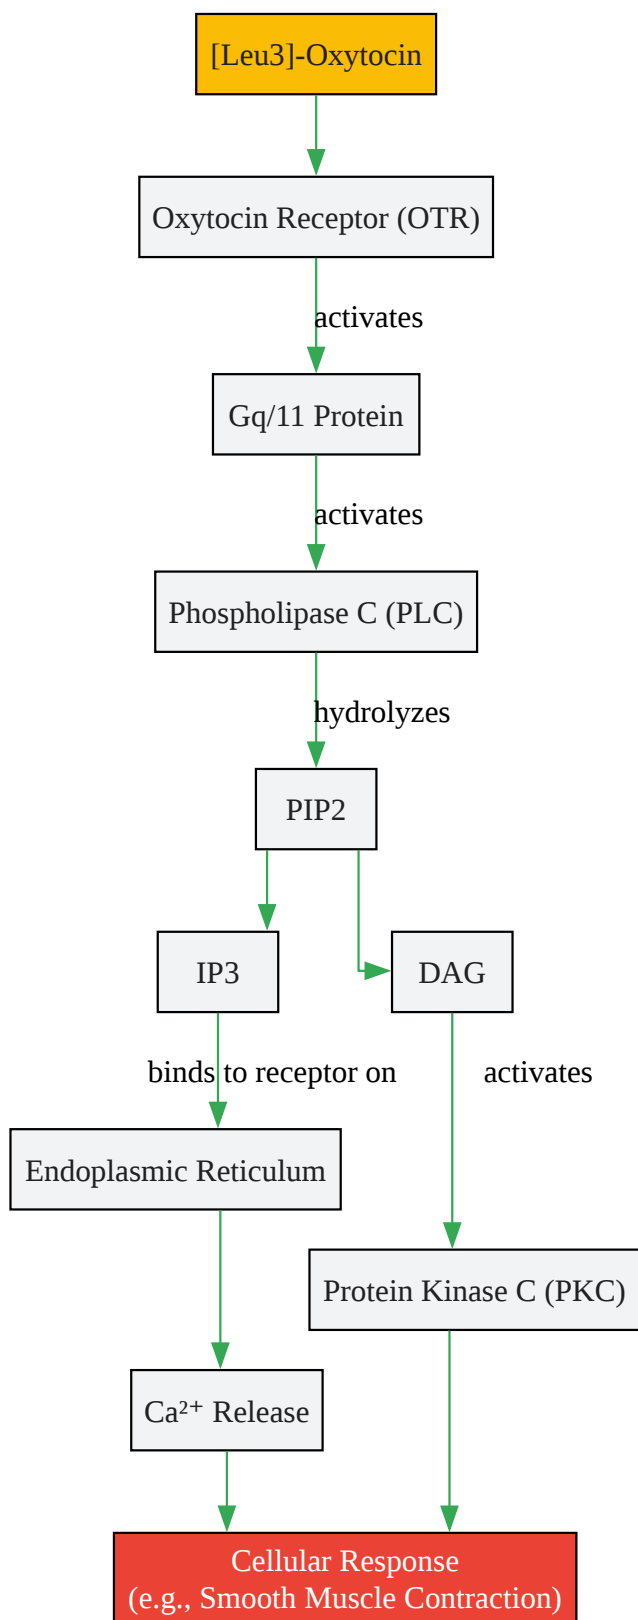 [Leu3]-Oxytocin
Oxytocin Receptor (OTR)
activates
Gq/11 Protein
activates
Phospholipase C (PLC)
hydrolyzes
PIP2
IP3
DAG
binds to receptor on
activates
Endoplasmic Reticulum
Protein Kinase C (PKC)
Ca²⁺ Release
Cellular Response
(e.g., Smooth Muscle Contraction)